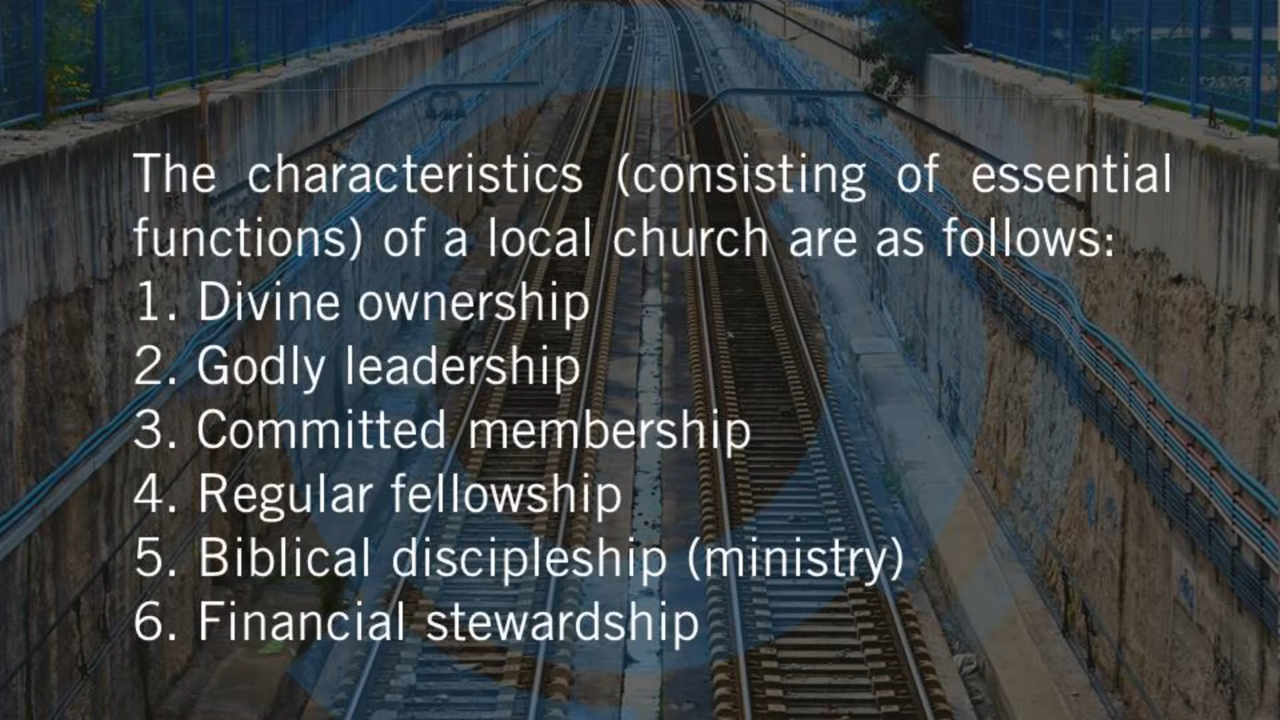 The characteristics (consisting of essential
functions) of a local church are as follows:
1. Divine ownership
2. Godly leadership
3. Committed membership
4. Regular fellowship
5. Biblical discipleship (ministry)
6. Financial stewardship